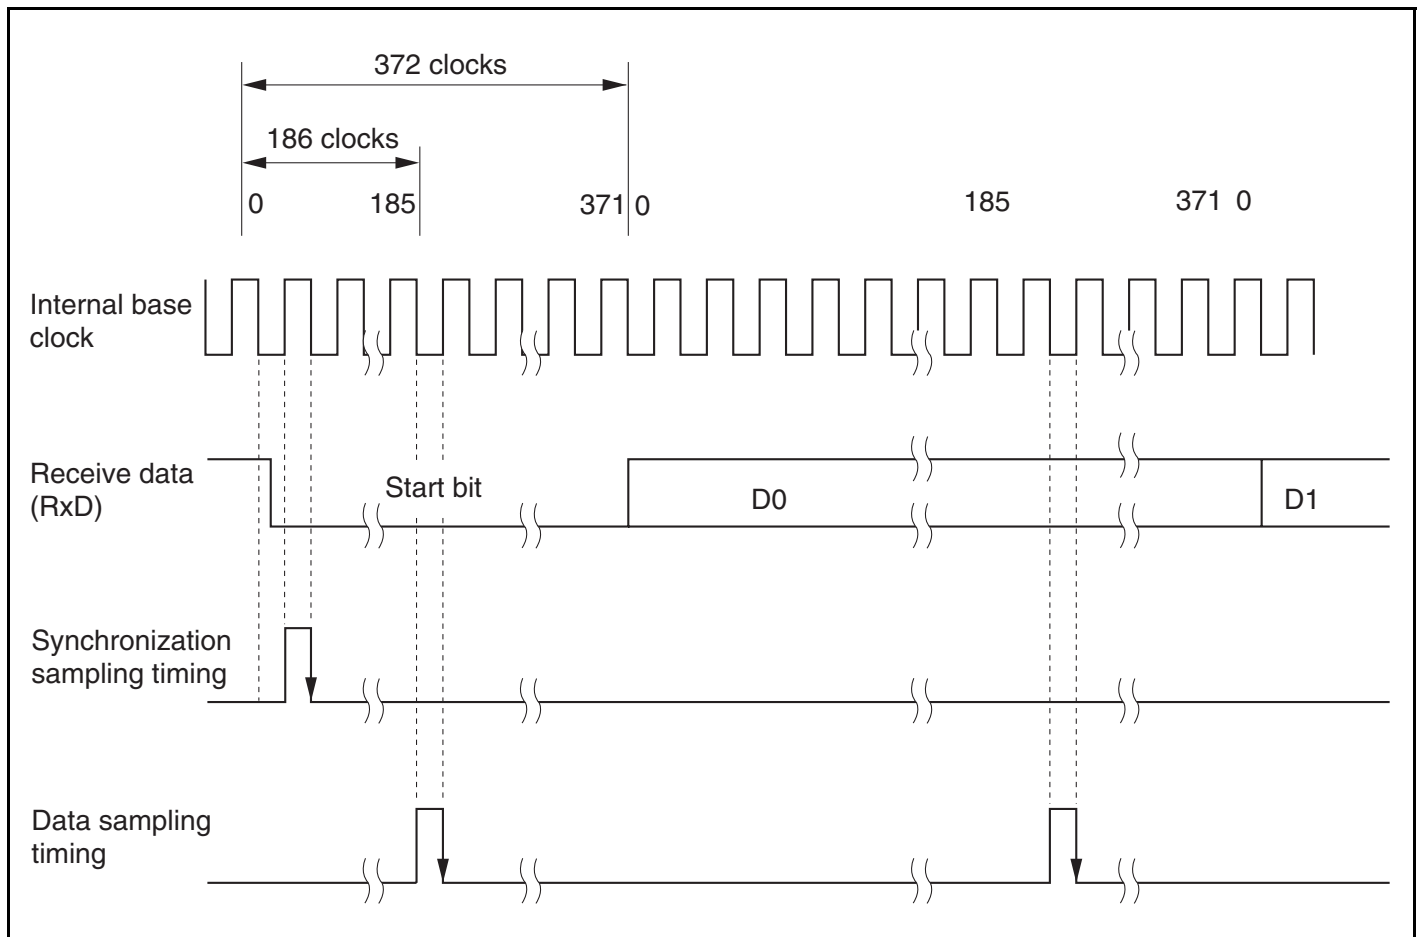 372 clocks
186 clocks
0 185 371 0 185 371 0
Internal base
clock
Receive data
(RxD)
Start bit
D0
D1
Synchronization
sampling timing
Data sampling
timing